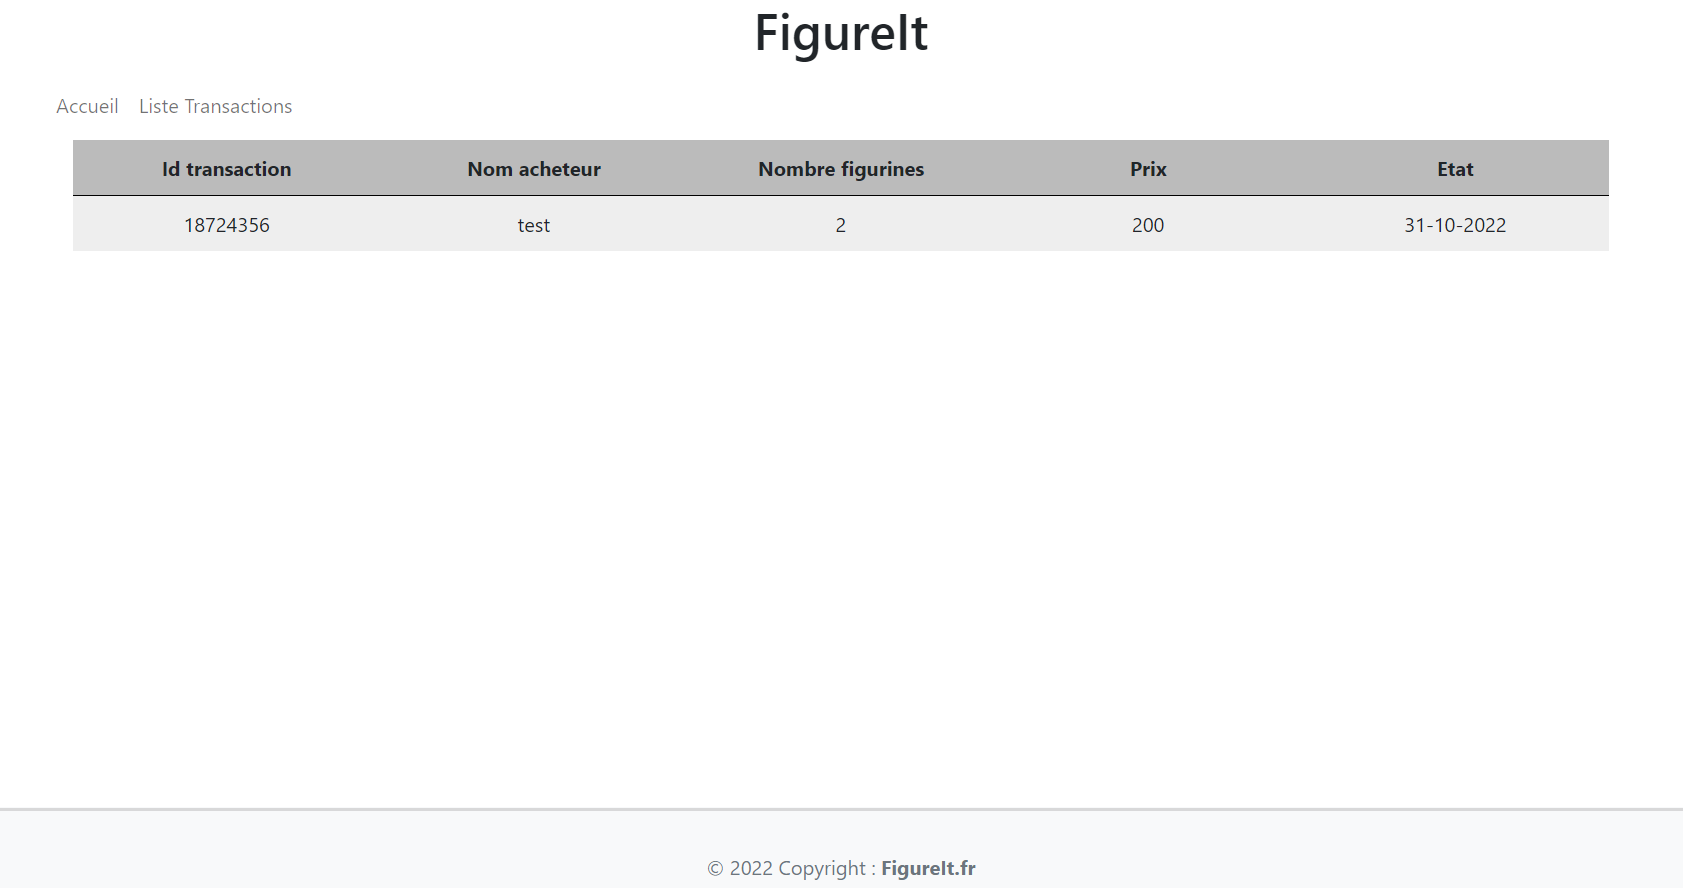 FigureIt
Accueil Liste Transactions
Id transaction Nom acheteur Nombre figurines Prix Etat
18724356 test 2 200 31-10-2022
© 2022 Copyright : FigureIt.fr